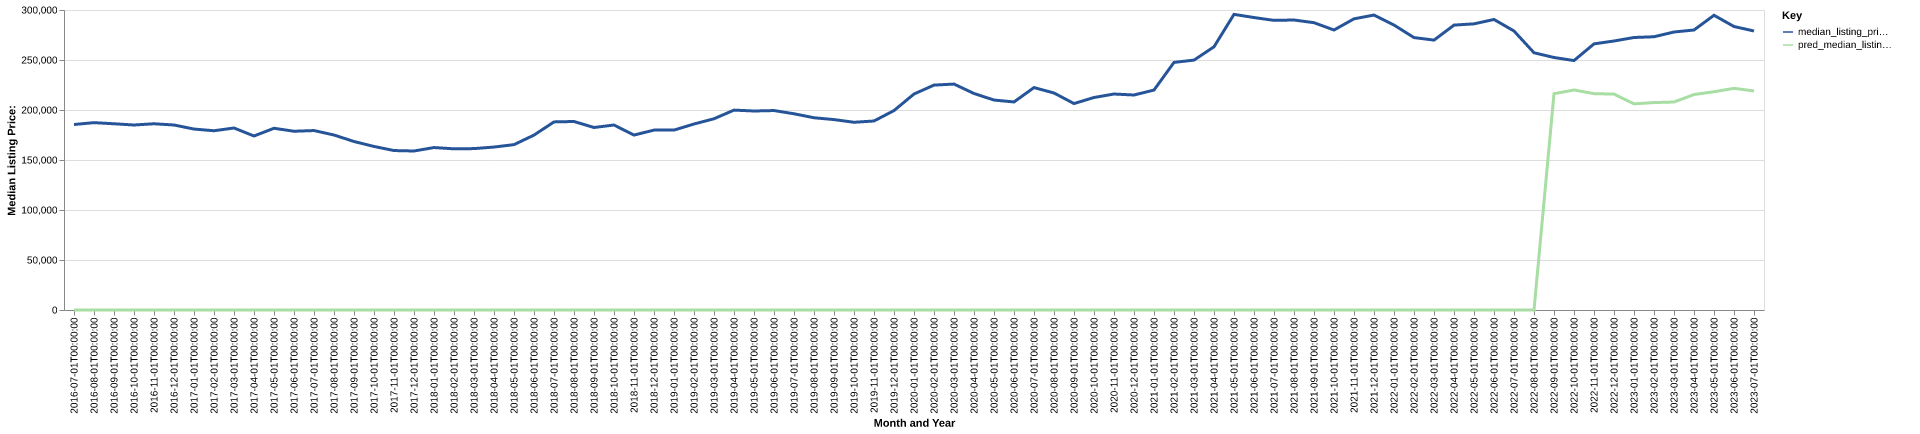 Median Listing Price:
300,000
250,000
200,000
150,000
100,000
50,000
0
2016-07-01T00:00:00
2016-08-01T00:00:00
2016-09-01T00:00:00
2016-10-01T00:00:00
2016-11-01T00:00:00
2016-12-01T00:00:00
2017-01-01T00:00:00
2017-02-01T00:00:00
2017-03-01T00:00:00
2017-04-01T00:00:00
2017-05-01T00:00:00
2017-06-01T00:00:00
2017-07-01T00:00:00
2017-08-01T00:00:00
2017-09-01T00:00:00
2017-10-01T00:00:00
2017-11-01T00:00:00
2017-12-01T00:00:00
2018-01-01T00:00:00
2018-02-01T00:00:00
2018-03-01T00:00:00
2018-04-01T00:00:00
2018-05-01T00:00:00
2018-06-01T00:00:00
2018-07-01T00:00:00
2018-08-01T00:00:00
2018-09-01T00:00:00
2018-10-01T00:00:00
2018-11-01T00:00:00
2018-12-01T00:00:00
2019-01-01T00:00:00
2019-02-01T00:00:00
2019-03-01T00:00:00
2019-04-01T00:00:00
2019-05-01T00:00:00
2019-06-01T00:00:00
2019-07-01T00:00:00
2019-08-01T00:00:00
2019-09-01T00:00:00
2019-10-01T00:00:00
2019-11-01T00:00:00
2019-12-01T00:00:00
2020-01-01T00:00:00
2020-02-01T00:00:00
2020-03-01T00:00:00
2020-04-01T00:00:00
2020-05-01T00:00:00
2020-06-01T00:00:00
2020-07-01T00:00:00
2020-08-01T00:00:00
2020-09-01T00:00:00
2020-10-01T00:00:00
2020-11-01T00:00:00
2020-12-01T00:00:00
2021-01-01T00:00:00
2021-02-01T00:00:00
2021-03-01T00:00:00
2021-04-01T00:00:00
2021-05-01T00:00:00
2021-06-01T00:00:00
2021-07-01T00:00:00
2021-08-01T00:00:00
2021-09-01T00:00:00
2021-10-01T00:00:00
2021-11-01T00:00:00
2021-12-01T00:00:00
2022-01-01T00:00:00
2022-02-01T00:00:00
2022-03-01T00:00:00
2022-04-01T00:00:00
2022-05-01T00:00:00
2022-06-01T00:00:00
2022-07-01T00:00:00
2022-08-01T00:00:00
2022-09-01T00:00:00
2022-10-01T00:00:00
2022-11-01T00:00:00
2022-12-01T00:00:00
2023-01-01T00:00:00
2023-02-01T00:00:00
2023-03-01T00:00:00
2023-04-01T00:00:00
2023-05-01T00:00:00
2023-06-01T00:00:00
2023-07-01T00:00:00
Month and Year
Key
median_listing_pri…
pred_median_listin…